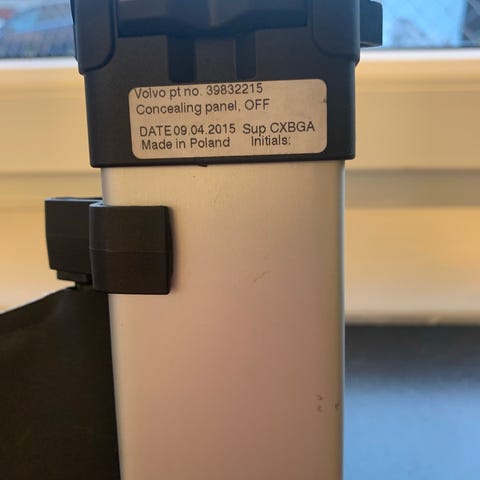 Volvo pt no. 39832215
Concealing panel, OFF
DATE 09.04.2015 Sup CXBGA
Made in Poland Initials: